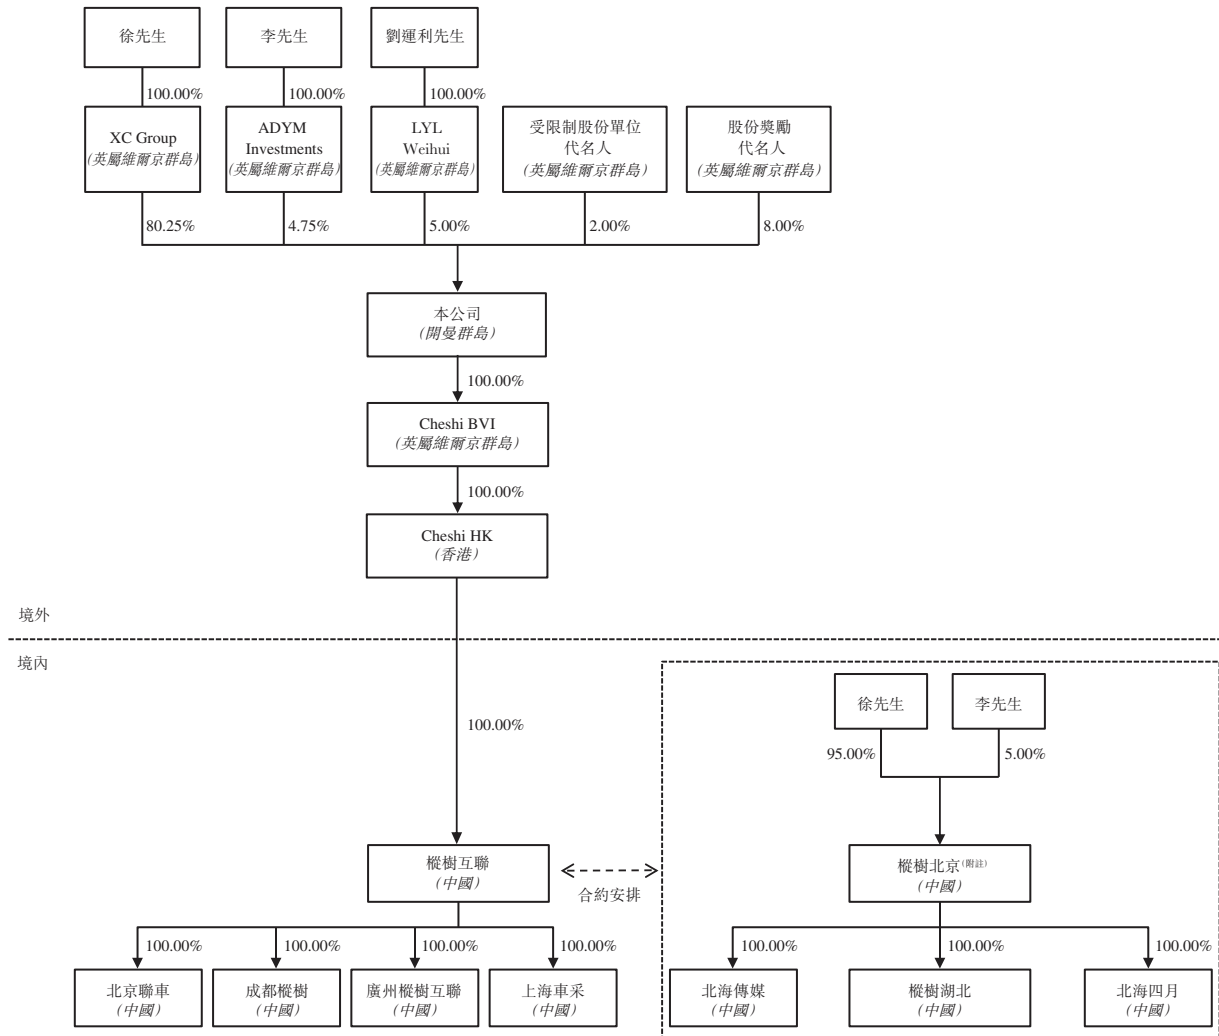 徐先生
李先生
劉運利先生
100.00%
100.00%
100.00%
XC Group
(英屬維爾京群島)
ADYM
Investments
(英屬維爾京群島)
LYL
Weihui
(英屬維爾京群島)
受限制股份單位
代名人
(英屬維爾京群島)
股份獎勵
代名人
(英屬維爾京群島)
80.25%
4.75%
5.00%
2.00%
8.00%
本公司
(開曼群島)
100.00%
Cheshi BVI
(英屬維爾京群島)
100.00%
Cheshi HK
(香港)
境外
境內
100.00%
徐先生
李先生
95.00%
5.00%
樅樹互聯
(中國)
合約安排
樅樹北京(附註)
(中國)
100.00%
100.00%
100.00%
100.00%
100.00%
100.00%
100.00%
北京聯車
(中國)
成都樅樹
(中國)
廣州樅樹互聯
(中國)
上海車采
(中國)
北海傳媒
(中國)
樅樹湖北
(中國)
北海四月
(中國)